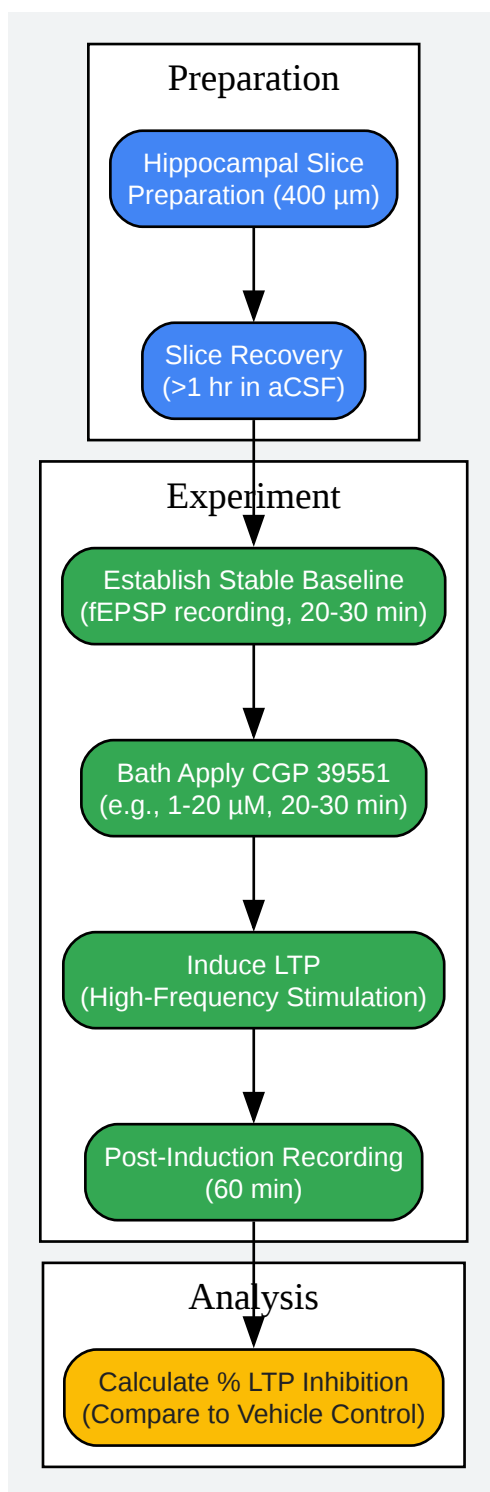 Preparation
Hippocampal Slice
Preparation (400 µm)
Slice Recovery
(>1 hr in aCSF)
Experiment
Establish Stable Baseline
(fEPSP recording, 20-30 min)
Bath Apply CGP 39551
(e.g., 1-20 µM, 20-30 min)
Induce LTP
(High-Frequency Stimulation)
Post-Induction Recording
(60 min)
Analysis
Calculate % LTP Inhibition
(Compare to Vehicle Control)